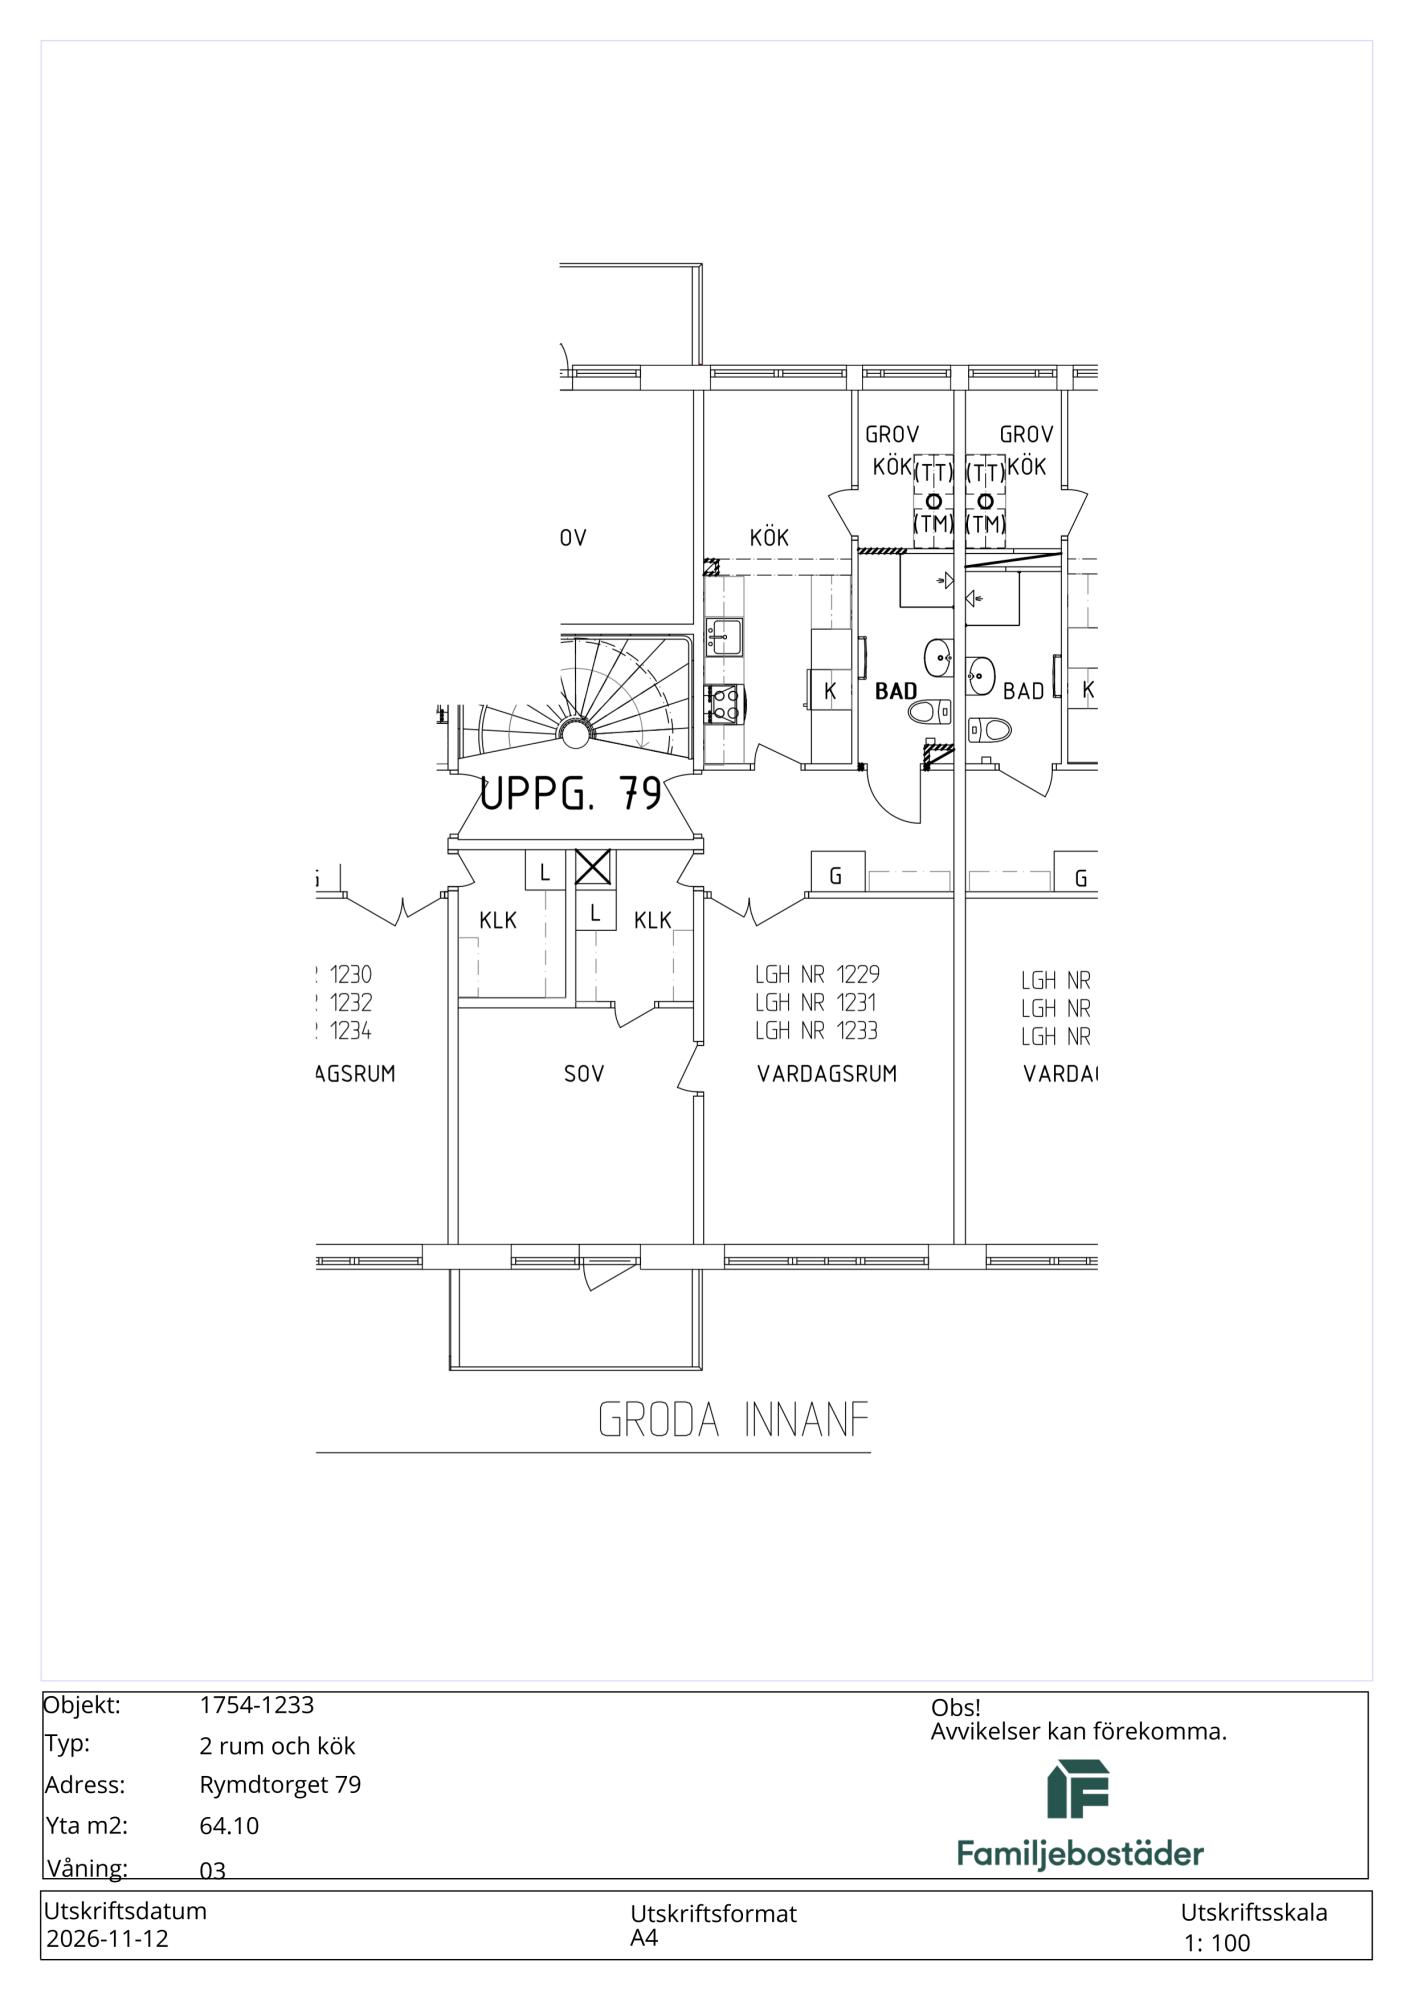 GROV
KÖK
(TT)
(TM)
GROV
KÖK
(TT)
(TM)
OV
KÖK
K
BAD
BAD
K
UPPG. 79
L
KLK
L
KLK
G
G
1230
1232
1234
LGH NR 1229
LGH NR 1231
LGH NR 1233
LGH NR
LGH NR
LGH NR
AGSRUM
SOV
VARDAGSRUM
VARDA
GRODA INNANF
Objekt: 1754-1233
Typ: 2 rum och kök
Adress: Rymdtorget 79
Yta m2: 64.10
Våning: 03
Obs!
Avvikelser kan förekomma.
Familjebostäder
Utskriftsdatum
2026-11-12
Utskriftsformat
A4
Utskriftsskala
1: 100